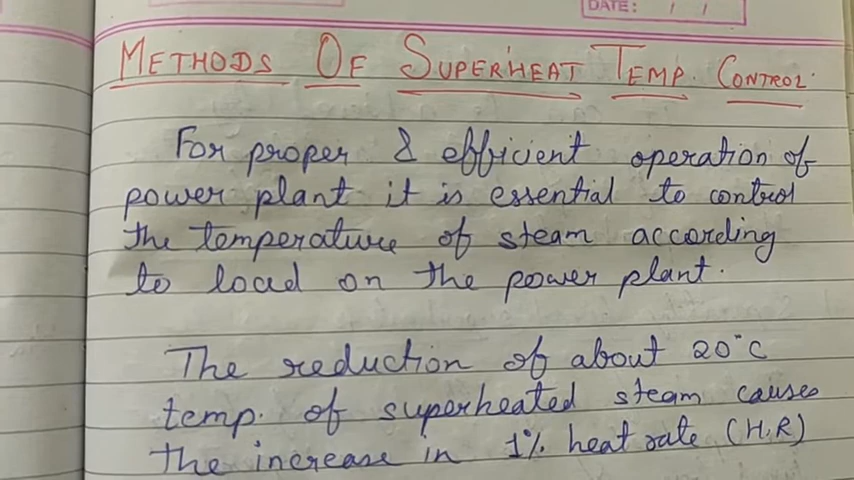 DATE: / /
METHODS OF SUPERHEAT TEMP. CONTROL.
For proper & efficient operation of
power plant it is essential to control
the temperature of steam according
to load on the power plant.
The reduction of about 20°C
temp. of superheated steam causes
the increase in 1% heat rate (H.R)